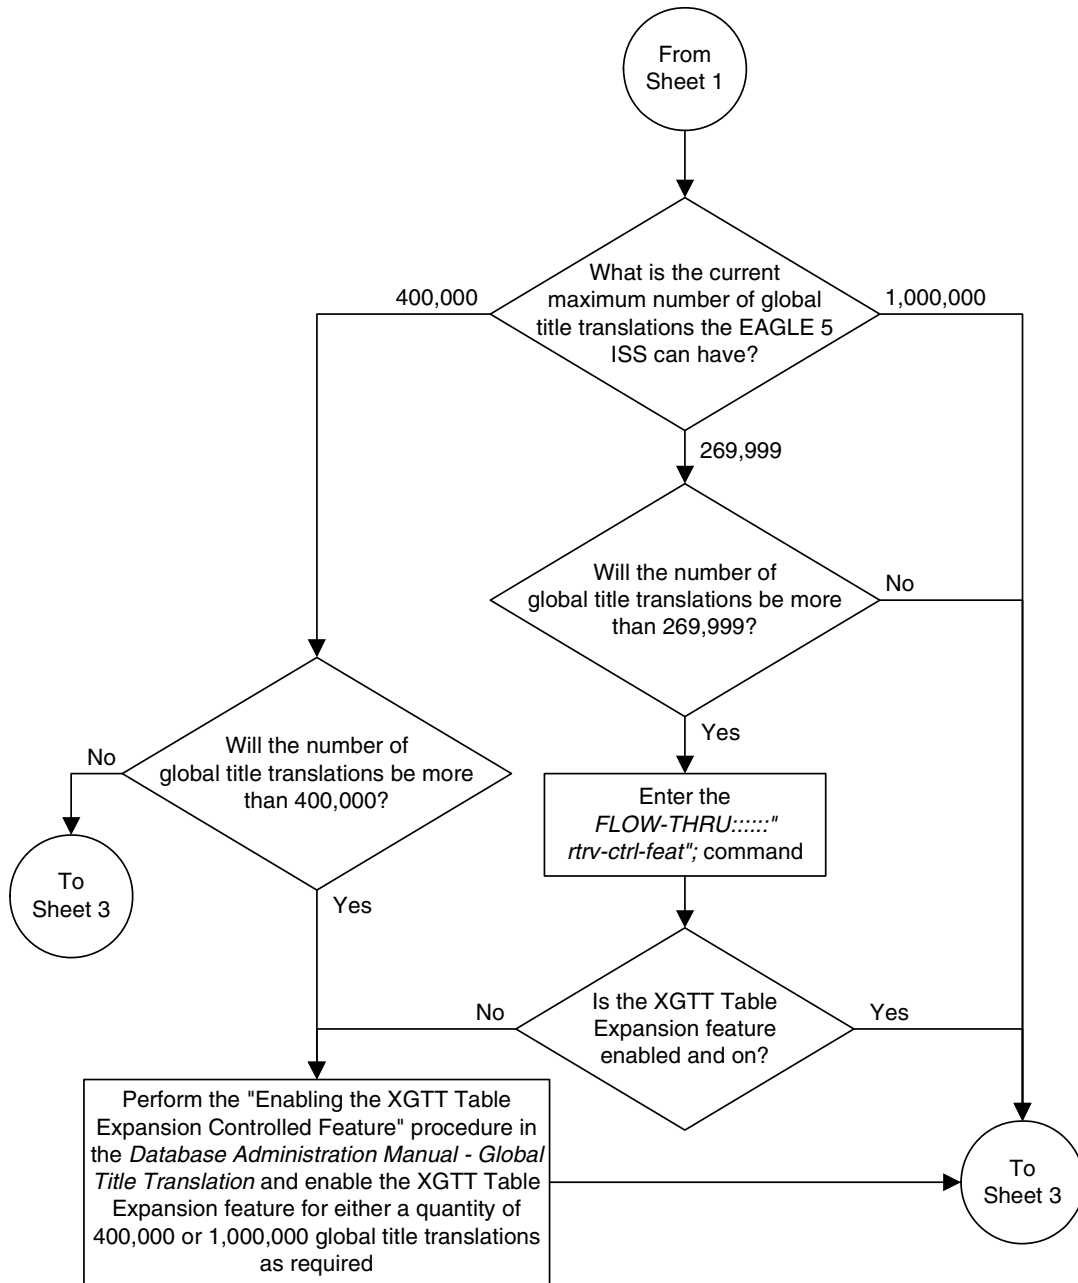 From
Sheet 1
What is the current
maximum number of global
title translations the EAGLE 5
ISS can have?
400,000
1,000,000
269,999
Will the number of
global title translations be more
than 269,999?
No
Yes
Will the number of
global title translations be more
than 400,000?
No
To
Sheet 3
Yes
Enter the
FLOW-THRU::::::"
rtrv-ctrl-feat"; command
Is the XGTT Table
Expansion feature
enabled and on?
No
Yes
Perform the "Enabling the XGTT Table
Expansion Controlled Feature" procedure in
the Database Administration Manual - Global
Title Translation and enable the XGTT Table
Expansion feature for either a quantity of
400,000 or 1,000,000 global title translations
as required
To
Sheet 3